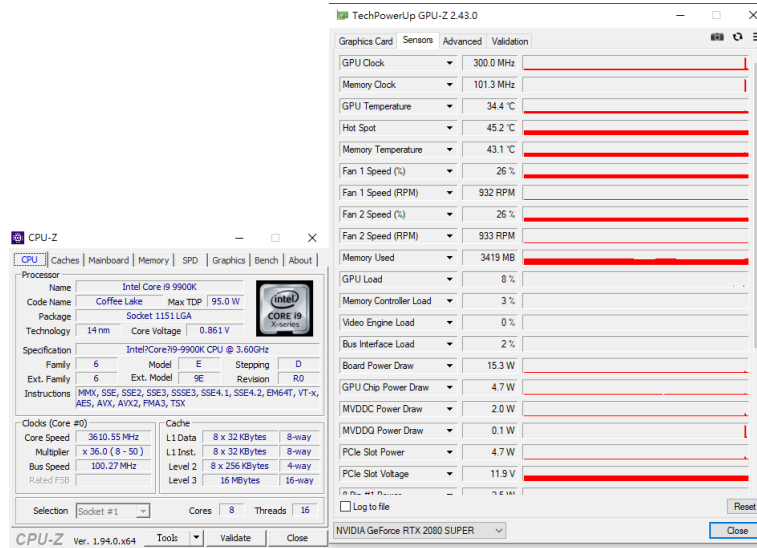 TechPowerUp GPU-Z 2.43.0
Graphics Card Sensors Advanced Validation
GPU Clock 300.0 MHz
Memory Clock 101.3 MHz
GPU Temperature 34.4 °C
Hot Spot 45.2 °C
Memory Temperature 43.1 °C
Fan 1 Speed (%) 26 %
Fan 1 Speed (RPM) 932 RPM
Fan 2 Speed (%) 26 %
Fan 2 Speed (RPM) 933 RPM
Memory Used 3419 MB
GPU Load 8 %
Memory Controller Load 3 %
Video Engine Load 0 %
Bus Interface Load 2 %
Board Power Draw 15.3 W
GPU Chip Power Draw 4.7 W
MVDDC Power Draw 2.0 W
MVDDQ Power Draw 0.1 W
PCIe Slot Power 4.7 W
PCIe Slot Voltage 11.9 V
8-Pin #1 Power 2.5 W
Log to file Reset
NVIDIA GeForce RTX 2080 SUPER Close
CPU-Z
CPU Caches Mainboard Memory SPD Graphics Bench About
Processor
Name Intel Core i9 9900K
Code Name Coffee Lake Max TDP 95.0 W
Package Socket 1151 LGA
Technology 14 nm Core Voltage 0.861 V
intel
CORE i9
X-series
Specification Intel?Core?i9-9900K CPU @ 3.60GHz
Family 6 Model E Stepping D
Ext. Family 6 Ext. Model 9E Revision R0
Instructions MMX, SSE, SSE2, SSE3, SSSE3, SSE4.1, SSE4.2, EM64T, VT-x,
AES, AVX, AVX2, FMA3, TSX
Clocks (Core #0) Cache
Core Speed 3610.55 MHz L1 Data 8 x 32 KBytes 8-way
Multiplier x 36.0 ( 8 - 50 ) L1 Inst. 8 x 32 KBytes 8-way
Bus Speed 100.27 MHz Level 2 8 x 256 KBytes 4-way
Rated FSB Level 3 16 MBytes 16-way
Selection Socket #1 Cores 8 Threads 16
CPU-Z Ver. 1.94.0.x64 Tools Validate Close